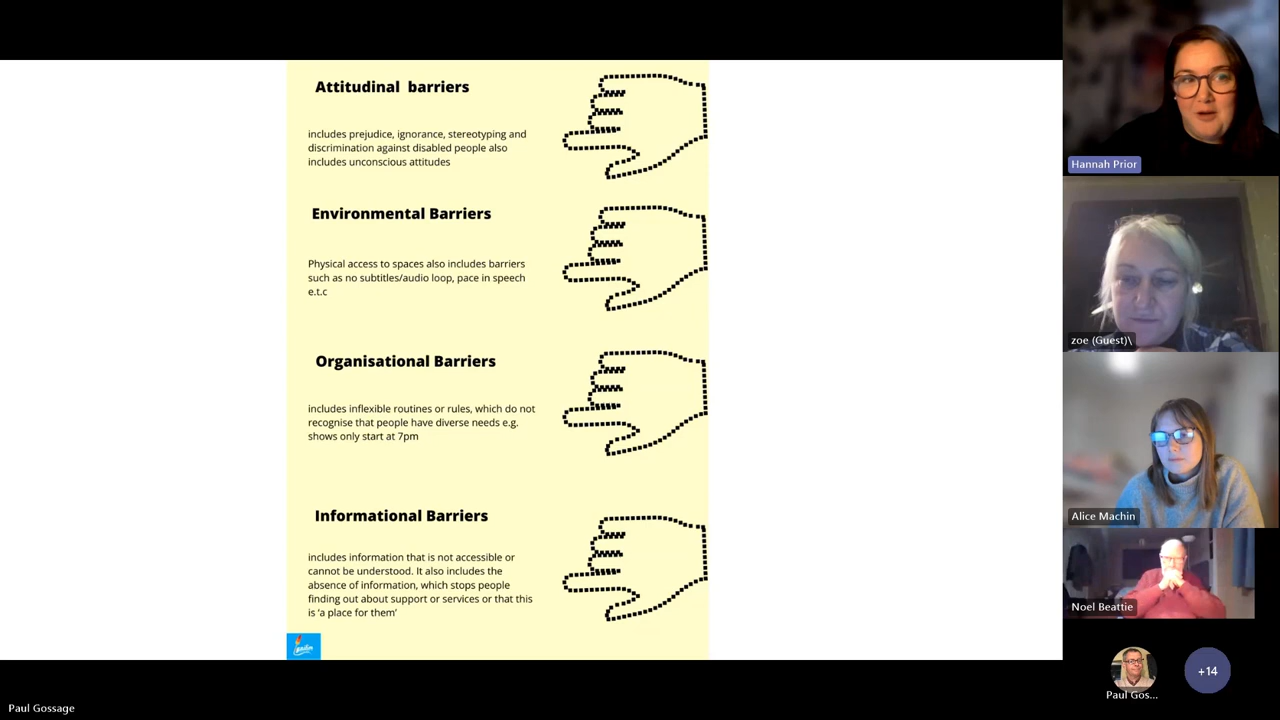 Attitudinal barriers
includes prejudice, ignorance, stereotyping and
discrimination against disabled people also
includes unconscious attitudes
Environmental Barriers
Physical access to spaces also includes barriers
such as no subtitles/audio loop, pace in speech
e.t.c
Organisational Barriers
includes inflexible routines or rules, which do not
recognise that people have diverse needs e.g.
shows only start at 7pm
Informational Barriers
includes information that is not accessible or
cannot be understood. It also includes the
absence of information, which stops people
finding out about support or services or that this
is ‘a place for them’
Hannah Prior
zoe (Guest)\
Alice Machin
Noel Beattie
Paul Gos...
+14
Paul Gossage